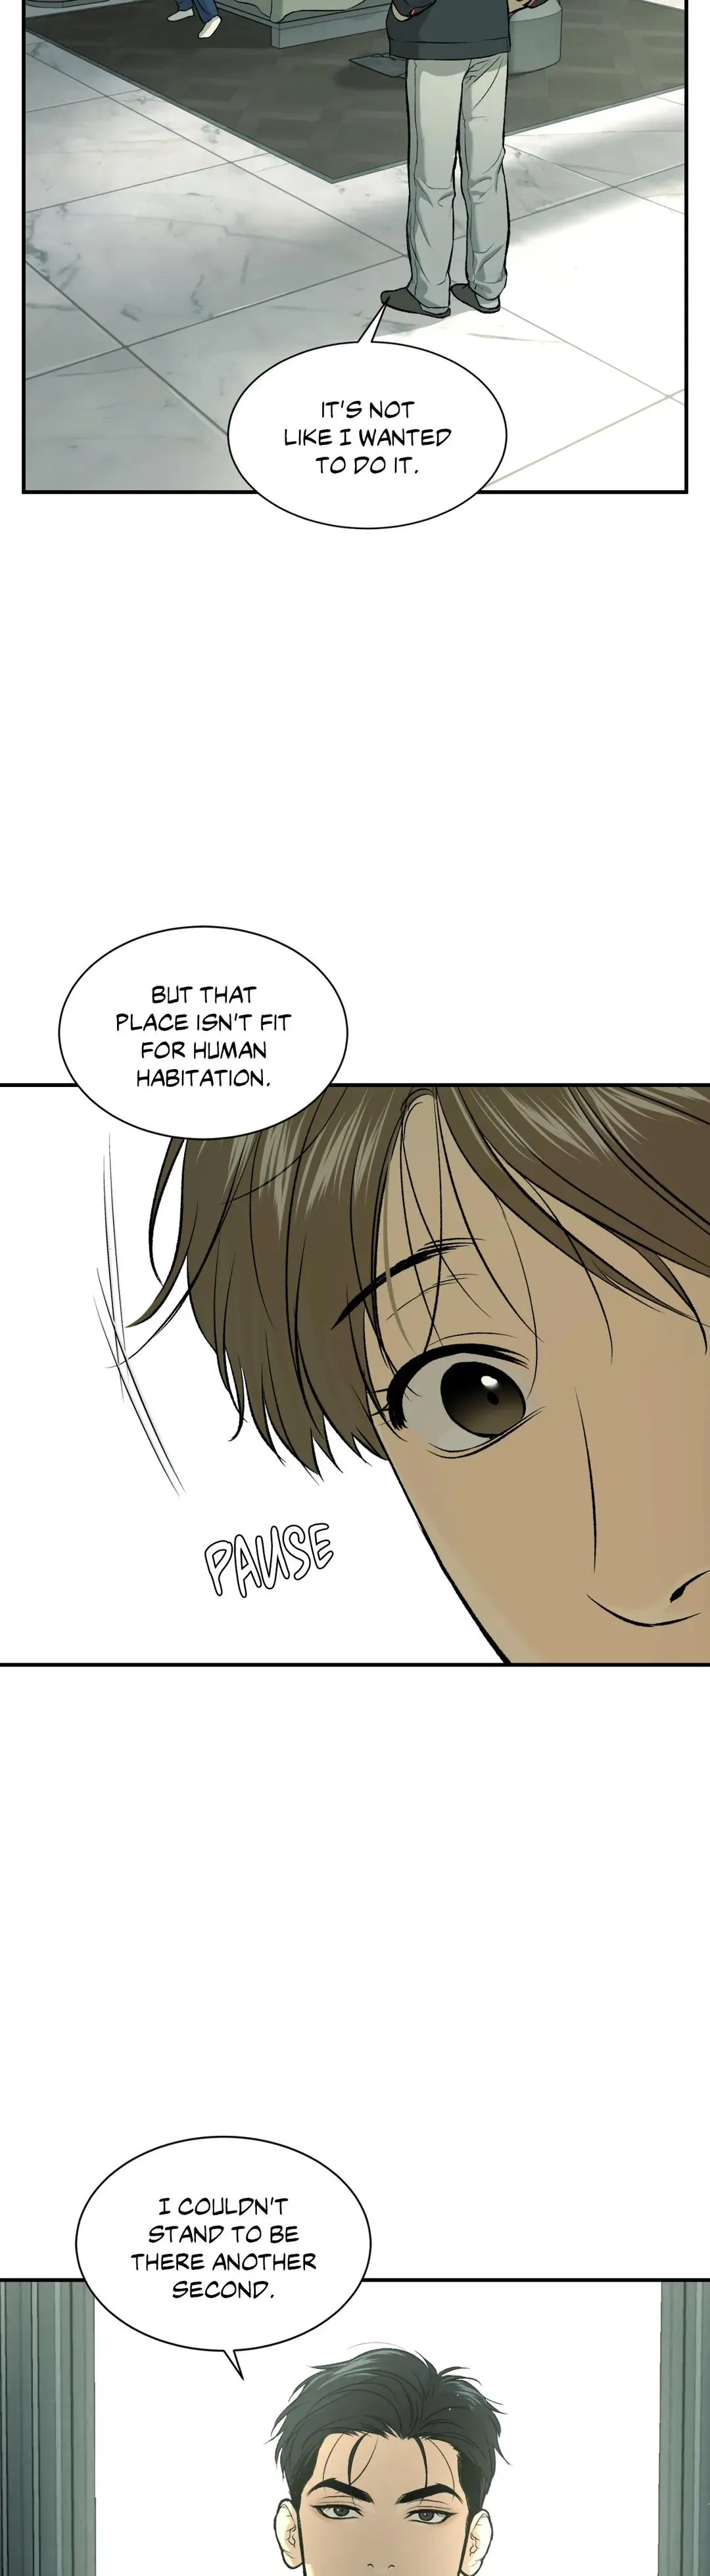 IT'S NOT
LIKE I WANTED
TO DO IT.
BUT THAT
PLACE ISN'T FIT
FOR HUMAN
HABITATION.
PAUSE
I COULDN'T
STAND TO BE
THERE ANOTHER
SECOND.